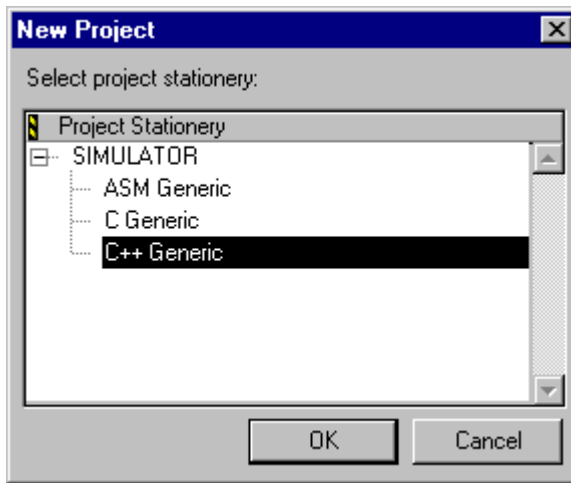 New Project
Select project stationery:
Project Stationery
SIMULATOR
ASM Generic
C Generic
C++ Generic
OK Cancel